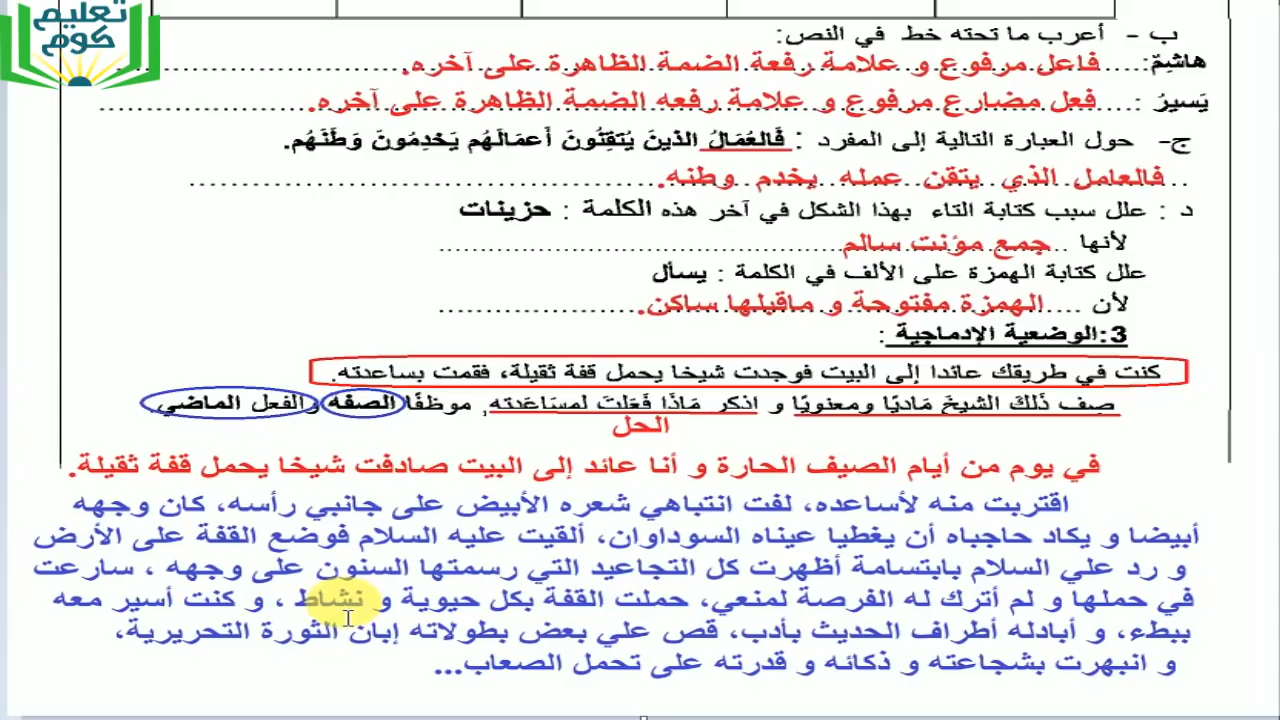 تعليم
كوم
ب - أعرب ما تحته خط في النص:
هاشِمٌ: فاعل مرفوع و علامة رفعة الضمة الظاهرة على آخره.
يَسيرُ : فعل مضارع مرفوع و علامة رفعه الضمة الظاهرة على آخره.
ج- حول العبارة التالية إلى المفرد : فَالعُمَالُ الذينَ يُتقِنُونَ أعمَالَهُم يَخدِمُونَ وَطَنَهُم.
فالعامل الذي يتقن عمله يخدم وطنه.
د : علل سبب كتابة التاء بهذا الشكل في آخر هذه الكلمة : حزينات
لأنها جمع مؤنت سالم
علل كتابة الهمزة على الألف في الكلمة : يسأل
لأن الهمزة مفتوحة و ماقبلها ساكن.
3:الوضعية الإدماجية :
كنت في طريقك عائدا إلى البيت فوجدت شيخا يحمل قفة ثقيلة، فقمت بساعدته.
صِف ذَلكَ الشيخَ مَاديًا ومعنويًا و اذكر مَاذَا فَعَلتَ لمسَاعَدته, موظفًا الصفة والفعل الماضي.
الحل
في يوم من أيام الصيف الحارة و أنا عائد إلى البيت صادفت شيخا يحمل قفة ثقيلة.
اقتربت منه لأساعده، لفت انتباهي شعره الأبيض على جانبي رأسه، كان وجهه
أبيضا و يكاد حاجباه أن يغطيا عيناه السوداوان، ألقيت عليه السلام فوضع القفة على الأرض
و رد علي السلام بابتسامة أظهرت كل التجاعيد التي رسمتها السنون على وجهه ، سارعت
في حملها و لم أترك له الفرصة لمنعي، حملت القفة بكل حيوية و نشاط ، و كنت أسير معه
ببطء، و أبادله أطراف الحديث بأدب، قص علي بعض بطولاته إبان الثورة التحريرية،
و انبهرت بشجاعته و ذكائه و قدرته على تحمل الصعاب...